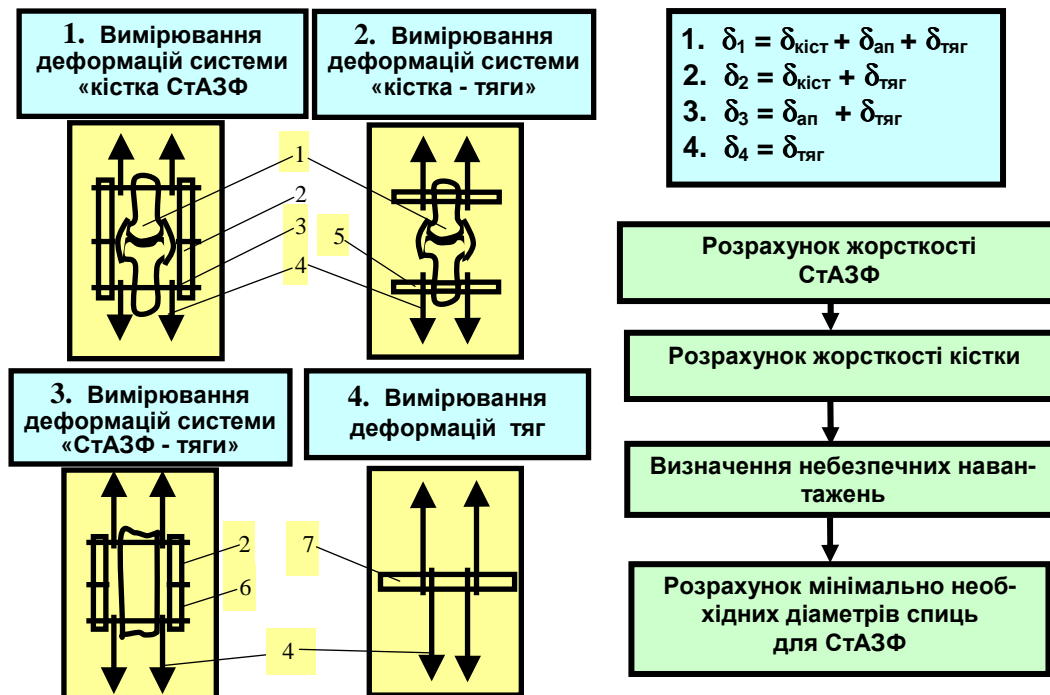 1. Вимірювання
деформацій системи
«кістка СтАЗФ
2. Вимірювання
деформацій системи
«кістка - тяги»
1
2
3
4
5
3. Вимірювання
деформацій системи
«СтАЗФ - тяги»
4. Вимірювання
деформацій тяг
2
6
4
7
1. δ₁ = δкіст + δап + δтяг
2. δ₂ = δкіст + δтяг
3. δ₃ = δап + δтяг
4. δ₄ = δтяг
Розрахунок жорсткості
СтАЗФ
Розрахунок жорсткості кістки
Визначення небезпечних наван-
тажень
Розрахунок мінімально необ-
хідних діаметрів спиць
для СтАЗФ